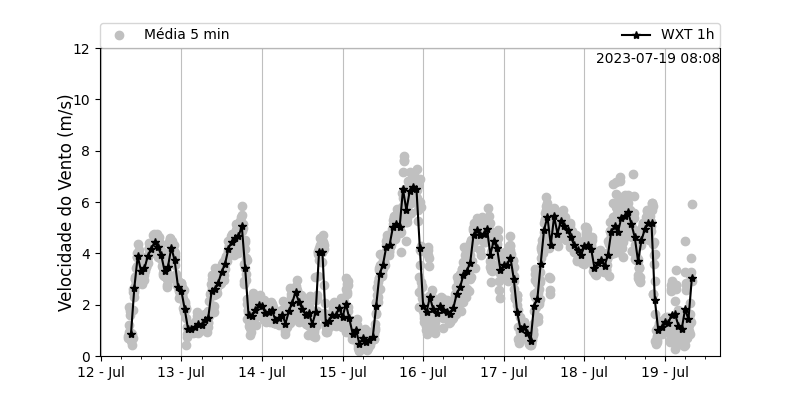 Média 5 min
WXT 1h
2023-07-19 08:08
Velocidade do Vento (m/s)
12
10
8
6
4
2
0
12 - Jul
13 - Jul
14 - Jul
15 - Jul
16 - Jul
17 - Jul
18 - Jul
19 - Jul